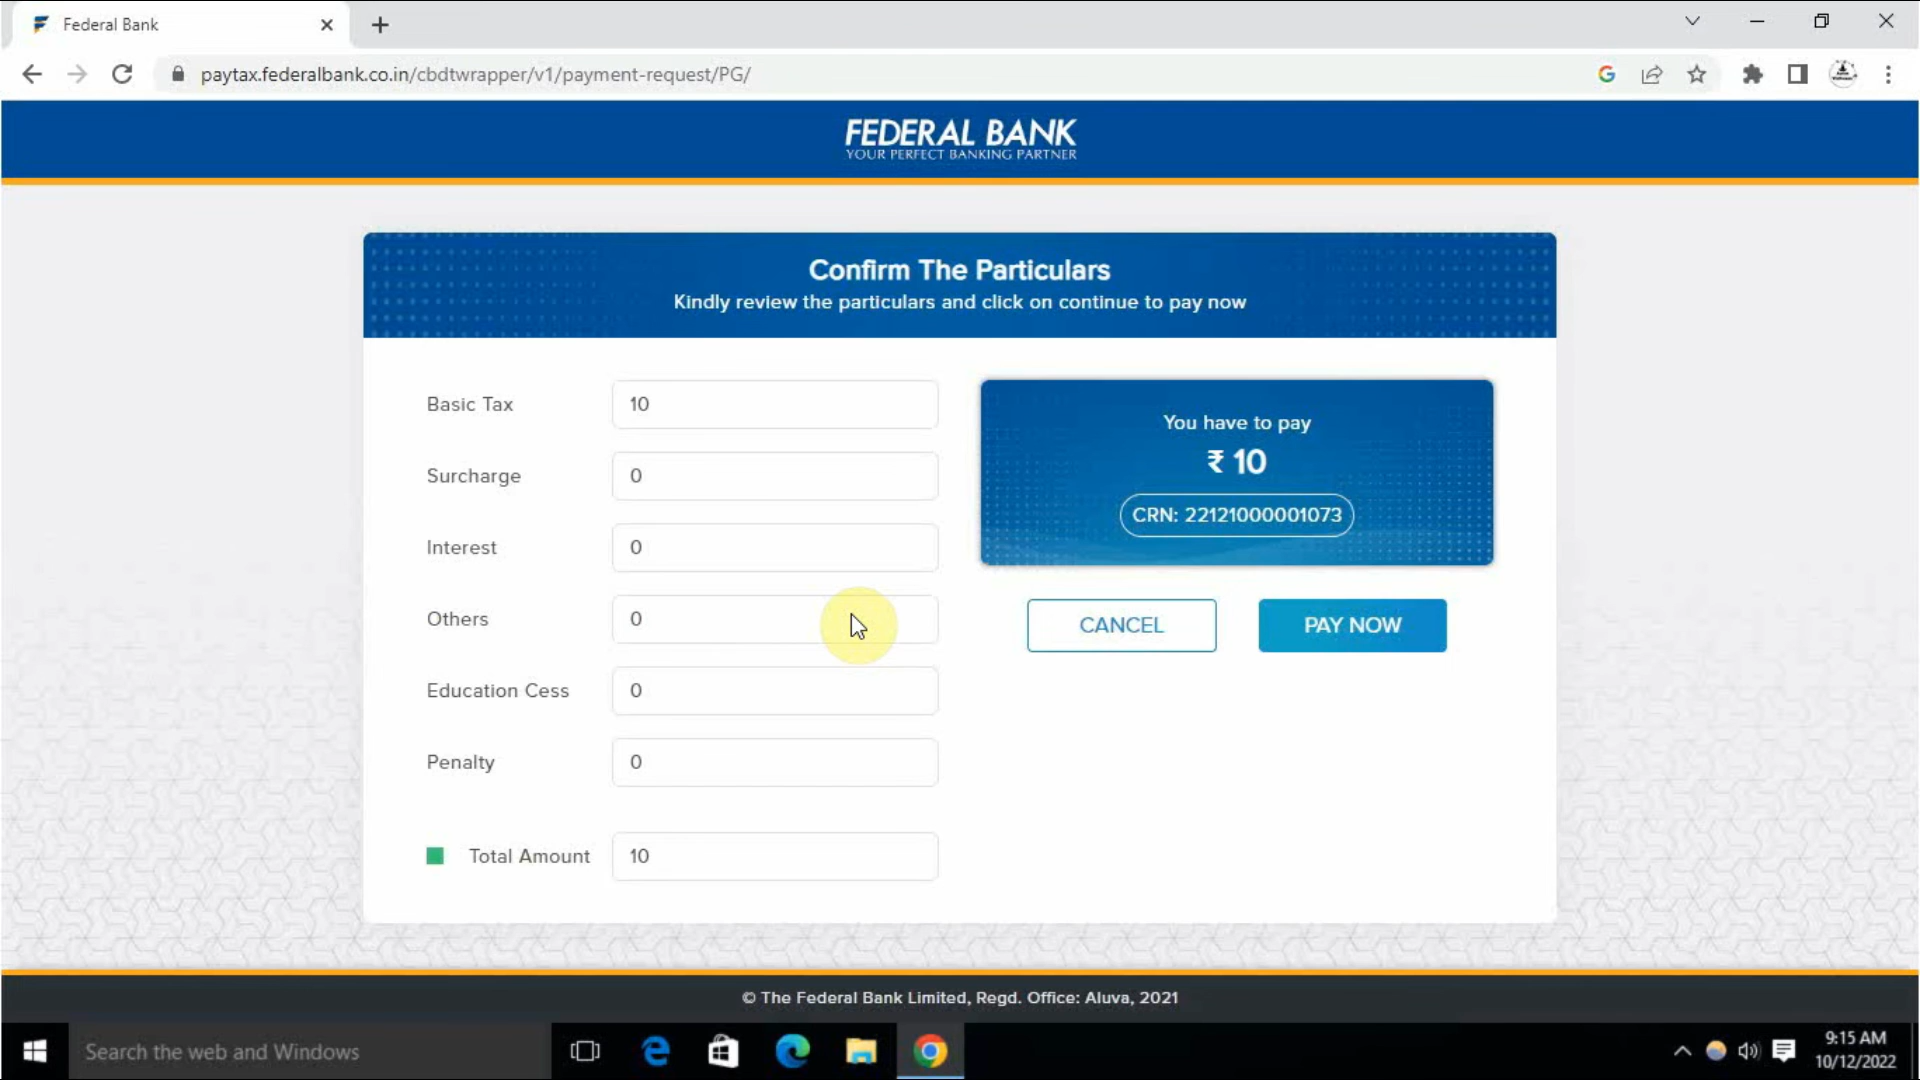 Federal Bank
paytax.federalbank.co.in/cbdtwrapper/v1/payment-request/PG/
FEDERAL BANK
YOUR PERFECT BANKING PARTNER
Confirm The Particulars
Kindly review the particulars and click on continue to pay now
Basic Tax 10
Surcharge 0
Interest 0
Others 0
Education Cess 0
Penalty 0
Total Amount 10
You have to pay
₹ 10
CRN: 22121000001073
CANCEL PAY NOW
© The Federal Bank Limited, Regd. Office: Aluva, 2021
Search the web and Windows
9:15 AM
10/12/2022